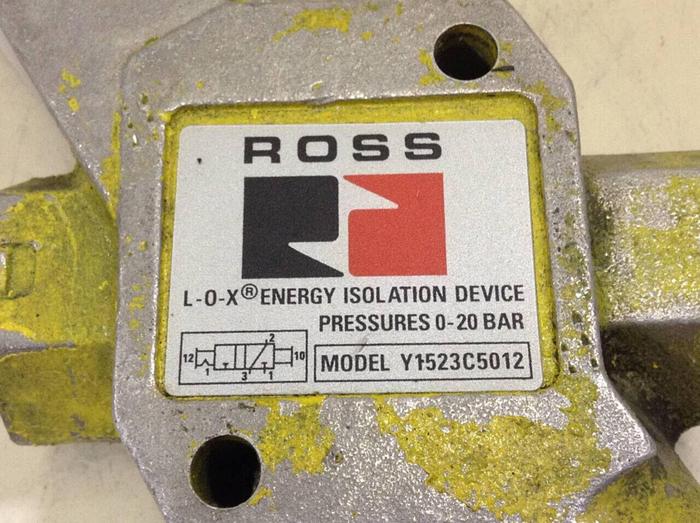 ROSS
L-O-X® ENERGY ISOLATION DEVICE
PRESSURES 0-20 BAR
12 1 3 2 1 10
MODEL Y1523C5012